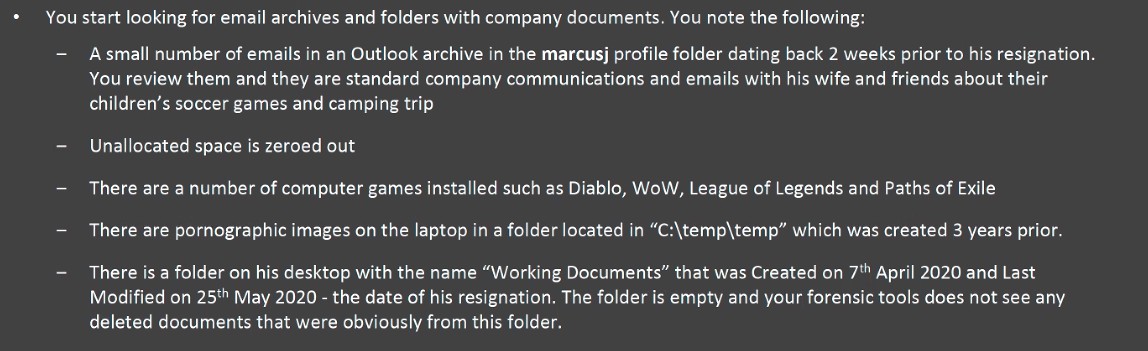 • You start looking for email archives and folders with company documents. You note the following:
– A small number of emails in an Outlook archive in the marcusj profile folder dating back 2 weeks prior to his resignation.
You review them and they are standard company communications and emails with his wife and friends about their
children's soccer games and camping trip
– Unallocated space is zeroed out
– There are a number of computer games installed such as Diablo, WoW, League of Legends and Paths of Exile
– There are pornographic images on the laptop in a folder located in "C:\temp\temp" which was created 3 years prior.
– There is a folder on his desktop with the name "Working Documents" that was Created on 7th April 2020 and Last
Modified on 25th May 2020 - the date of his resignation. The folder is empty and your forensic tools does not see any
deleted documents that were obviously from this folder.